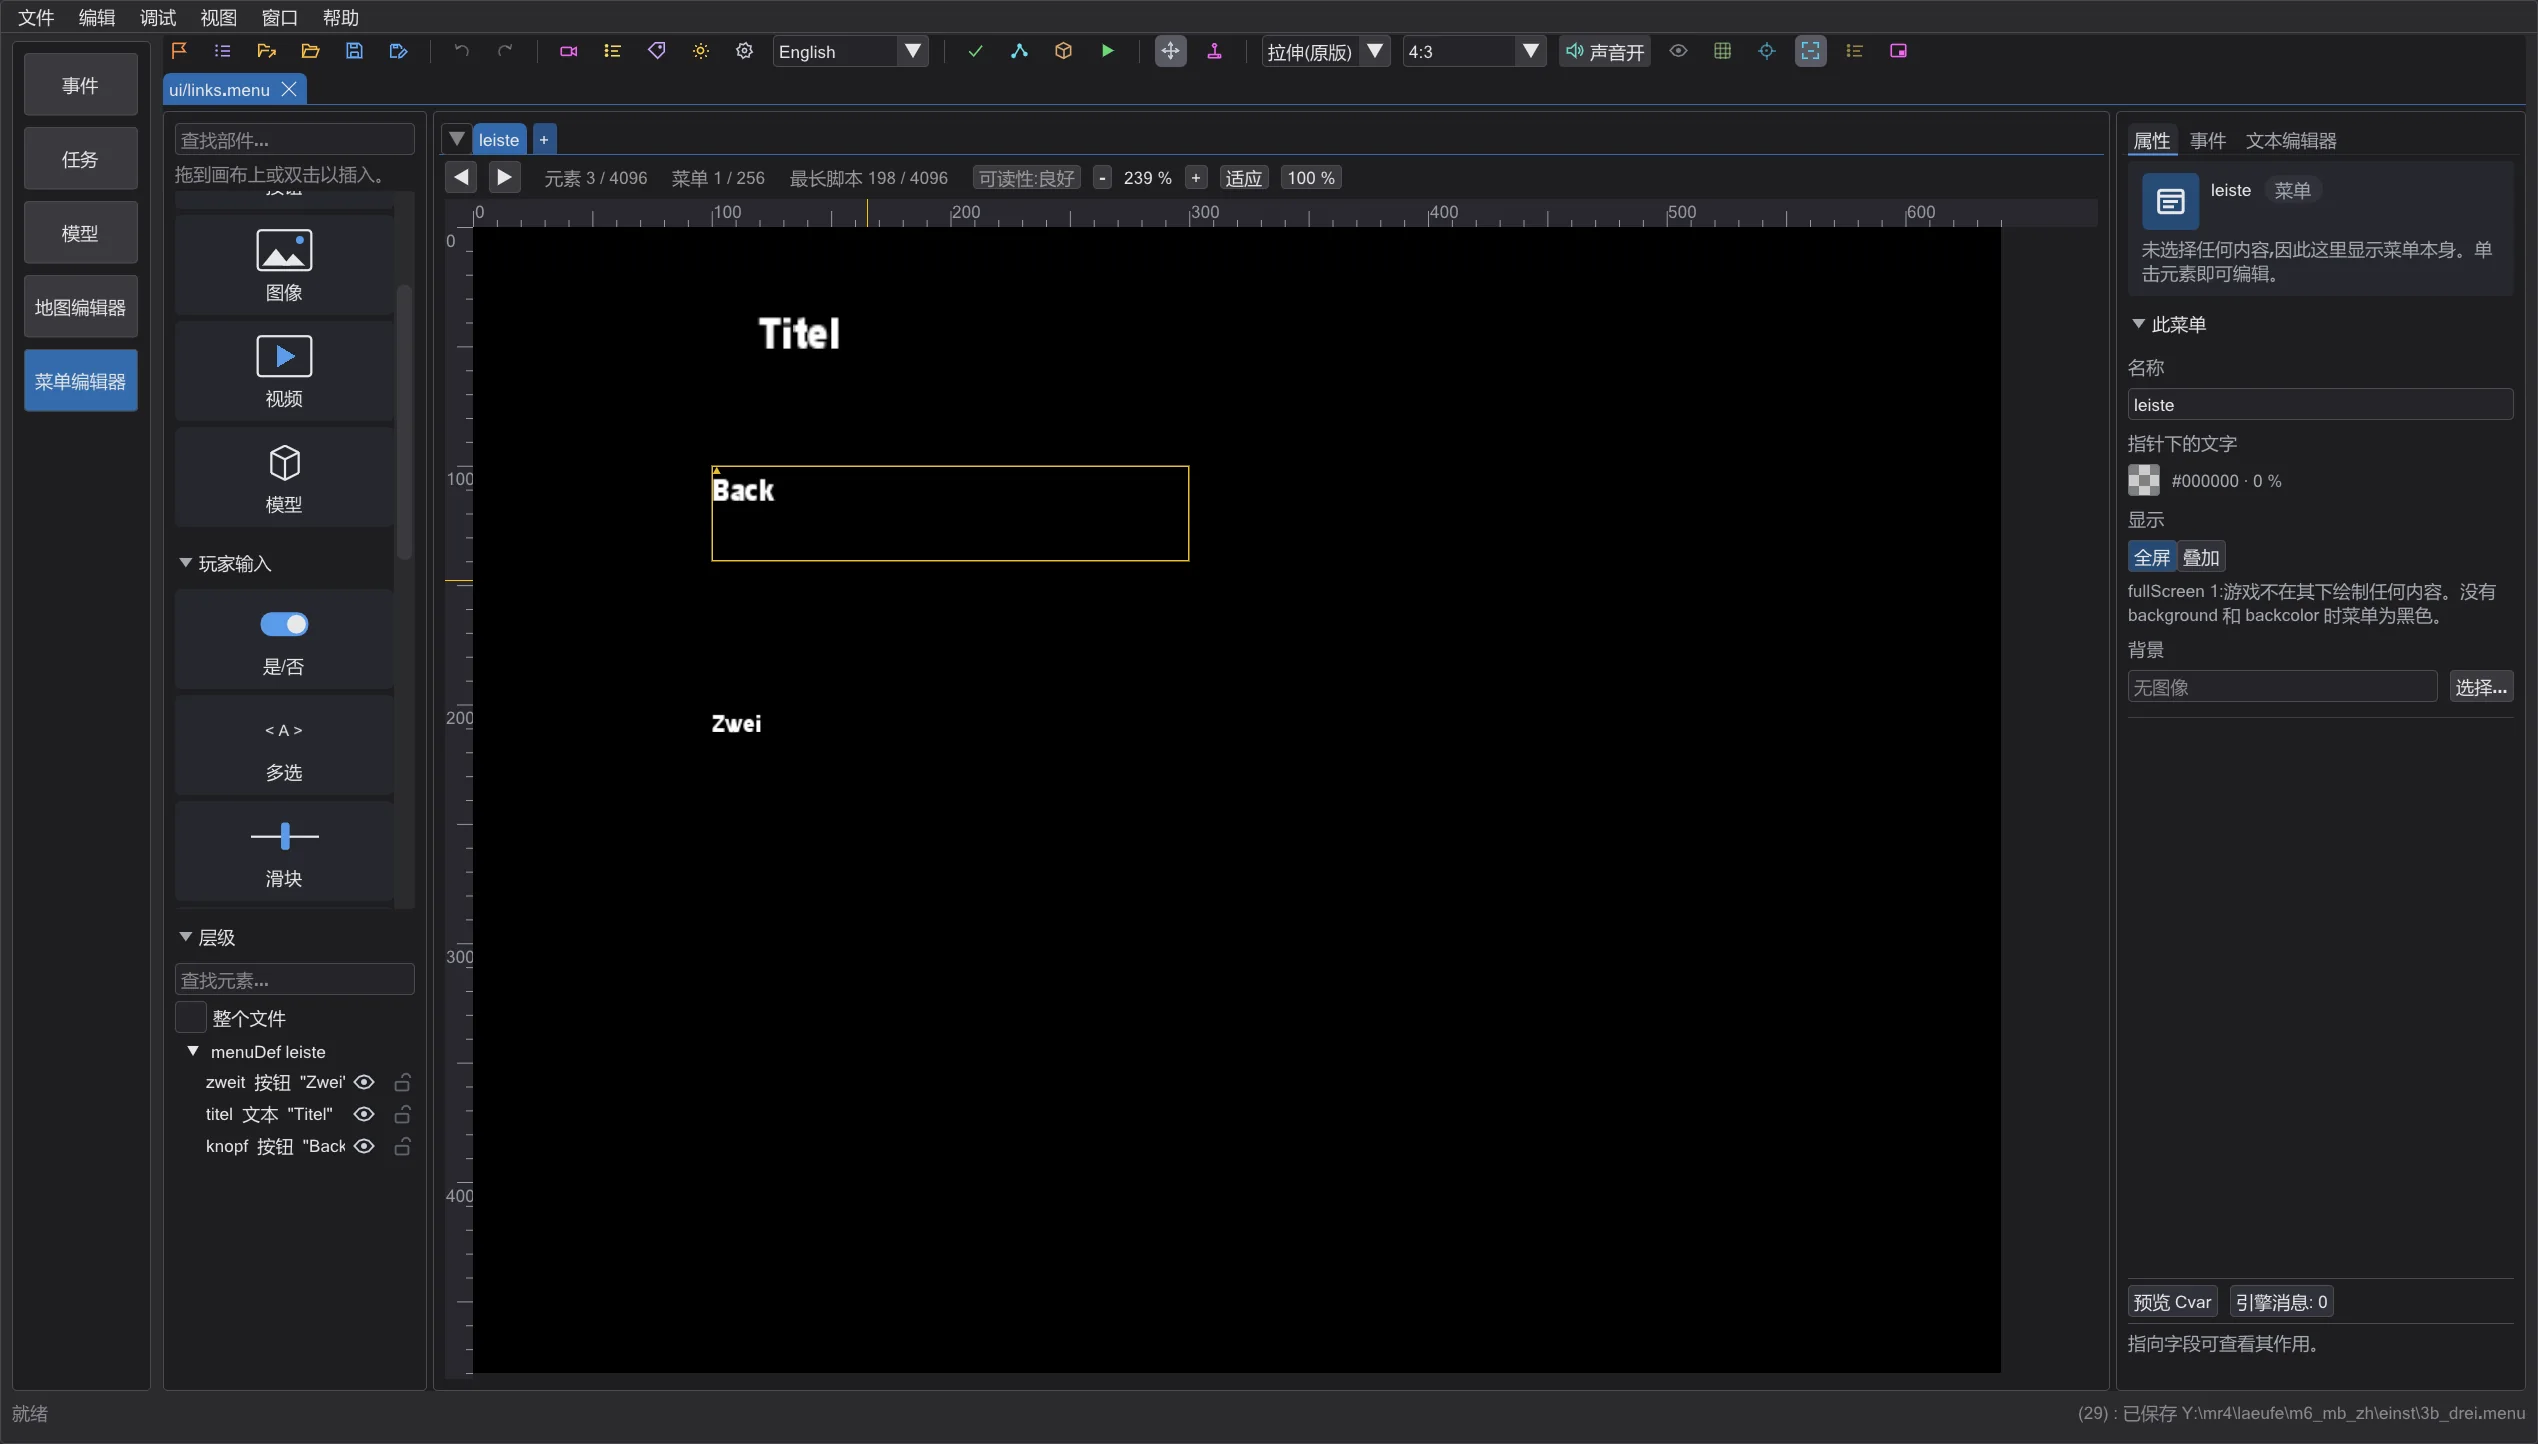 文件 编辑 调试 视图 窗口 帮助
English 拉伸(原版) 4:3 声音开
ui/links.menu
事件
任务
模型
地图编辑器
菜单编辑器
查找部件...
拖到画布上或双击以插入。
按钮
图像
视频
模型
玩家输入
是/否
< A >
多选
滑块
层级
查找元素...
整个文件
menuDef leiste
zweit 按钮 "Zwei"
titel 文本 "Titel"
knopf 按钮 "Back
leiste +
元素 3 / 4096 菜单 1 / 256 最长脚本 198 / 4096 可读性:良好 - 239 % + 适应 100 %
0 100 200 300 400 500 600
0
100
200
300
400
Titel
Back
Zwei
属性 事件 文本编辑器
leiste 菜单
未选择任何内容,因此这里显示菜单本身。单
击元素即可编辑。
此菜单
名称
leiste
指针下的文字
#000000 · 0 %
显示
全屏 叠加
fullScreen 1:游戏不在其下绘制任何内容。没有
background 和 backcolor 时菜单为黑色。
背景
无图像 选择...
预览 Cvar 引擎消息: 0
指向字段可查看其作用。
就绪
(29) : 已保存 Y:\mr4\laeufe\m6_mb_zh\einst\3b_drei.menu